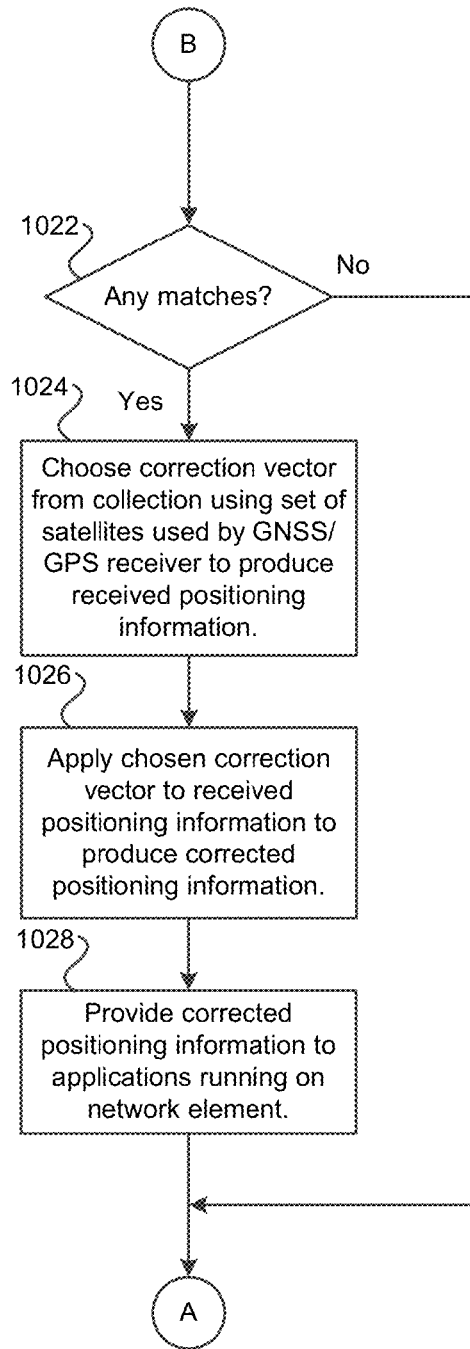 B
1022
Any matches?
No
Yes
1024
Choose correction vector
from collection using set of
satellites used by GNSS/
GPS receiver to produce
received positioning
information.
1026
Apply chosen correction
vector to received
positioning information to
produce corrected
positioning information.
1028
Provide corrected
positioning information to
applications running on
network element.
A